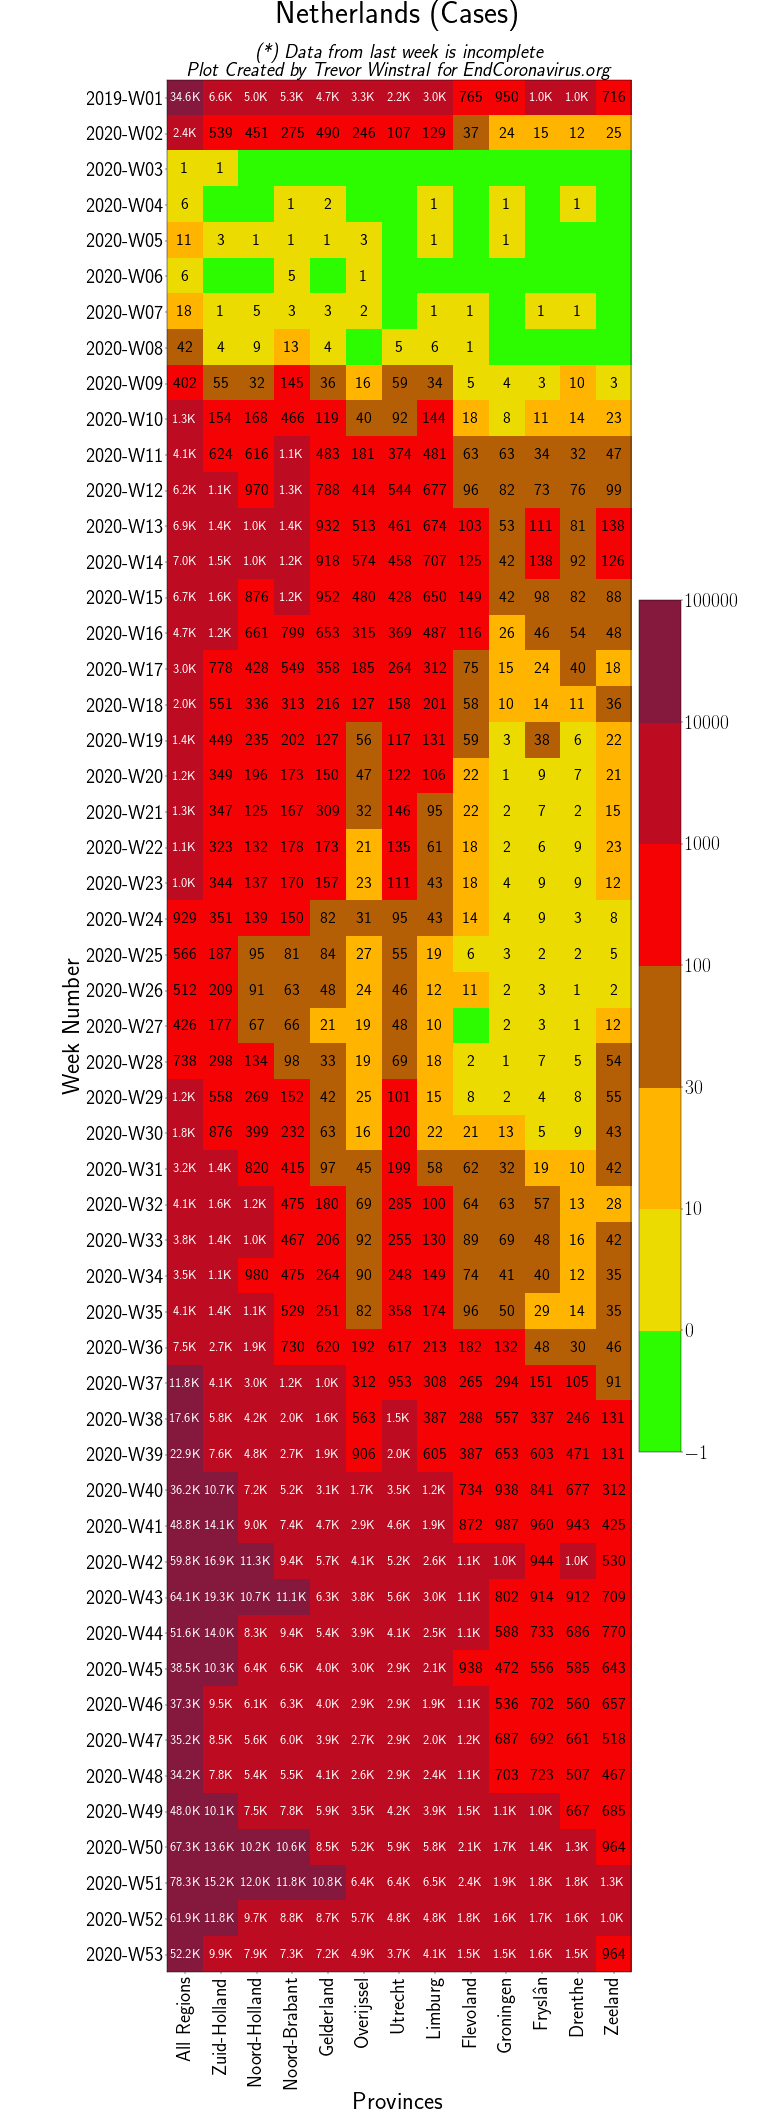 Netherlands (Cases)
(*) Data from last week is incomplete
Plot Created by Trevor Winstral for EndCoronavirus.org
2019-W01 34.6K 6.6K 5.0K 5.3K 4.7K 3.3K 2.2K 3.0K 765 950 1.0K 1.0K 716
2020-W02 2.4K 539 451 275 490 246 107 129 37 24 15 12 25
2020-W03 1 1
2020-W04 6 1 2 1 1 1
2020-W05 11 3 1 1 1 3 1 1
2020-W06 6 5 1
2020-W07 18 1 5 3 3 2 1 1 1 1
2020-W08 42 4 9 13 4 5 6 1
2020-W09 402 55 32 145 36 16 59 34 5 4 3 10 3
2020-W10 1.3K 154 168 466 119 40 92 144 18 8 11 14 23
2020-W11 4.1K 624 616 1.1K 483 181 374 481 63 63 34 32 47
2020-W12 6.2K 1.1K 970 1.3K 788 414 544 677 96 82 73 76 99
2020-W13 6.9K 1.4K 1.0K 1.4K 932 513 461 674 103 53 111 81 138
2020-W14 7.0K 1.5K 1.0K 1.2K 918 574 458 707 125 42 138 92 126
2020-W15 6.7K 1.6K 876 1.2K 952 480 428 650 149 42 98 82 88
2020-W16 4.7K 1.2K 661 799 653 315 369 487 116 26 46 54 48
2020-W17 3.0K 778 428 549 358 185 264 312 75 15 24 40 18
2020-W18 2.0K 551 336 313 216 127 158 201 58 10 14 11 36
2020-W19 1.4K 449 235 202 127 56 117 131 59 3 38 6 22
2020-W20 1.2K 349 196 173 150 47 122 106 22 1 9 7 21
2020-W21 1.3K 347 125 167 309 32 146 95 22 2 7 2 15
2020-W22 1.1K 323 132 178 173 21 135 61 18 2 6 9 23
2020-W23 1.0K 344 137 170 157 23 111 43 18 4 9 9 12
2020-W24 929 351 139 150 82 31 95 43 14 4 9 3 8
2020-W25 566 187 95 81 84 27 55 19 6 3 2 2 5
2020-W26 512 209 91 63 48 24 46 12 11 2 3 1 2
2020-W27 426 177 67 66 21 19 48 10 2 3 1 12
2020-W28 738 298 134 98 33 19 69 18 2 1 7 5 54
2020-W29 1.2K 558 269 152 42 25 101 15 8 2 4 8 55
2020-W30 1.8K 876 399 232 63 16 120 22 21 13 5 9 43
2020-W31 3.2K 1.4K 820 415 97 45 199 58 62 32 19 10 42
2020-W32 4.1K 1.6K 1.2K 475 180 69 285 100 64 63 57 13 28
2020-W33 3.8K 1.4K 1.0K 467 206 92 255 130 89 69 48 16 42
2020-W34 3.5K 1.1K 980 475 264 90 248 149 74 41 40 12 35
2020-W35 4.1K 1.4K 1.1K 529 251 82 358 174 96 50 29 14 35
2020-W36 7.5K 2.7K 1.9K 730 620 192 617 213 182 132 48 30 46
2020-W37 11.8K 4.1K 3.0K 1.2K 1.0K 312 953 308 265 294 151 105 91
2020-W38 17.6K 5.8K 4.2K 2.0K 1.6K 563 1.5K 387 288 557 337 246 131
2020-W39 22.9K 7.6K 4.8K 2.7K 1.9K 906 2.0K 605 387 653 603 471 131
2020-W40 36.2K 10.7K 7.2K 5.2K 3.1K 1.7K 3.5K 1.2K 734 938 841 677 312
2020-W41 48.8K 14.1K 9.0K 7.4K 4.7K 2.9K 4.6K 1.9K 872 987 960 943 425
2020-W42 59.8K 16.9K 11.3K 9.4K 5.7K 4.1K 5.2K 2.6K 1.1K 1.0K 944 1.0K 530
2020-W43 64.1K 19.3K 10.7K 11.1K 6.3K 3.8K 5.6K 3.0K 1.1K 802 914 912 709
2020-W44 51.6K 14.0K 8.3K 9.4K 5.4K 3.9K 4.1K 2.5K 1.1K 588 733 686 770
2020-W45 38.5K 10.3K 6.4K 6.5K 4.0K 3.0K 2.9K 2.1K 938 472 556 585 643
2020-W46 37.3K 9.5K 6.1K 6.3K 4.0K 2.9K 2.9K 1.9K 1.1K 536 702 560 657
2020-W47 35.2K 8.5K 5.6K 6.0K 3.9K 2.7K 2.9K 2.0K 1.2K 687 692 661 518
2020-W48 34.2K 7.8K 5.4K 5.5K 4.1K 2.6K 2.9K 2.4K 1.1K 703 723 507 467
2020-W49 48.0K 10.1K 7.5K 7.8K 5.9K 3.5K 4.2K 3.9K 1.5K 1.1K 1.0K 667 685
2020-W50 67.3K 13.6K 10.2K 10.6K 8.5K 5.2K 5.9K 5.8K 2.1K 1.7K 1.4K 1.3K 964
2020-W51 78.3K 15.2K 12.0K 11.8K 10.8K 6.4K 6.4K 6.5K 2.4K 1.9K 1.8K 1.8K 1.3K
2020-W52 61.9K 11.8K 9.7K 8.8K 8.7K 5.7K 4.8K 4.8K 1.8K 1.6K 1.7K 1.6K 1.0K
2020-W53 52.2K 9.9K 7.9K 7.3K 7.2K 4.9K 3.7K 4.1K 1.5K 1.5K 1.6K 1.5K 964
Week Number
All Regions
Zuid-Holland
Noord-Holland
Noord-Brabant
Gelderland
Overijssel
Utrecht
Limburg
Flevoland
Groningen
Fryslân
Drenthe
Zeeland
Provinces
100000
10000
1000
100
30
10
0
−1